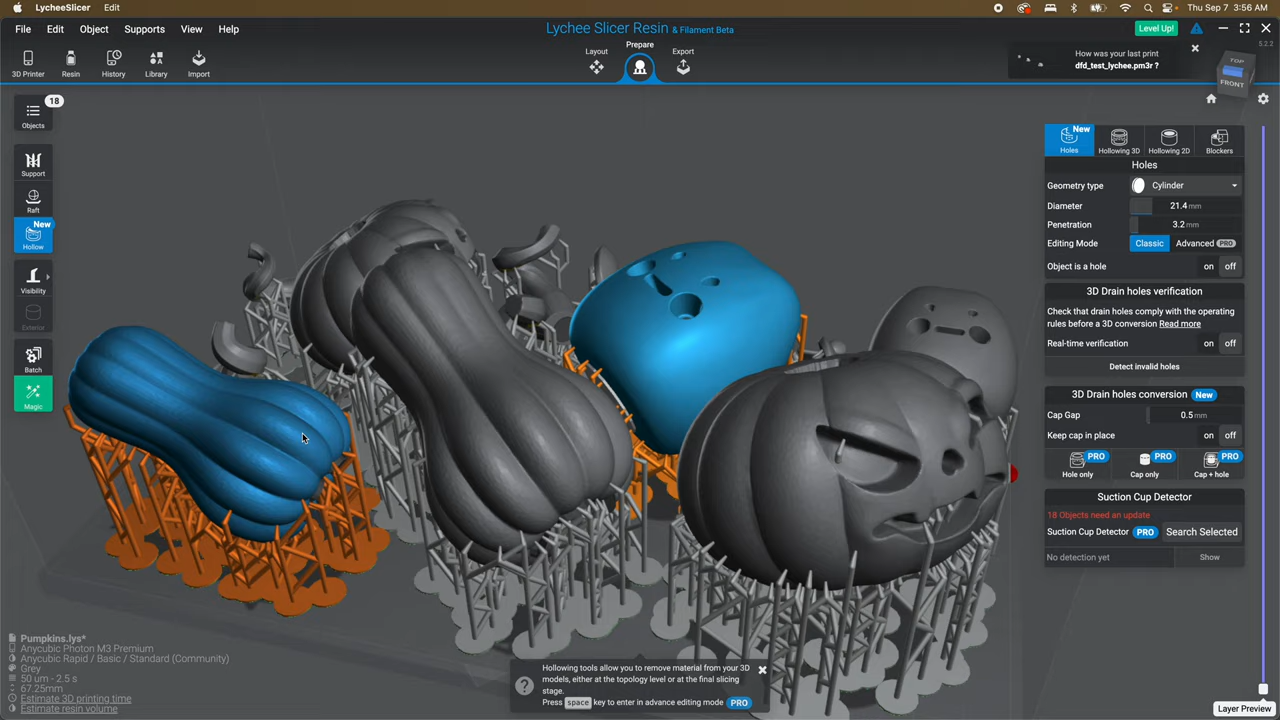 LycheeSlicer Edit
Thu Sep 7 3:56 AM
File Edit Object Supports View Help
Lychee Slicer Resin & Filament Beta
Level Up!
3D Printer Resin History Library Import
Layout Prepare Export
How was your last print
dfd_test_lychee.pm3r ?
5.2.2
TOP
FRONT
18
Objects
Support
Raft
New
Hollow
Visibility
Exterior
Batch
Magic
New
Holes Hollowing 3D Hollowing 2D Blockers
Holes
Geometry type Cylinder
Diameter 21.4 mm
Penetration 3.2 mm
Editing Mode Classic Advanced PRO
Object is a hole on off
3D Drain holes verification
Check that drain holes comply with the operating
rules before a 3D conversion Read more
Real-time verification on off
Detect invalid holes
3D Drain holes conversion New
Cap Gap 0.5 mm
Keep cap in place on off
PRO PRO PRO
Hole only Cap only Cap + hole
Suction Cup Detector
18 Objects need an update
Suction Cup Detector PRO Search Selected
No detection yet Show
Pumpkins.lys*
Anycubic Photon M3 Premium
Anycubic Rapid / Basic / Standard (Community)
Grey
50 um - 2.5 s
67.25mm
Estimate 3D printing time
Estimate resin volume
?
Hollowing tools allow you to remove material from your 3D
models, either at the topology level or at the final slicing
stage.
Press space key to enter in advance editing mode PRO
Layer Preview